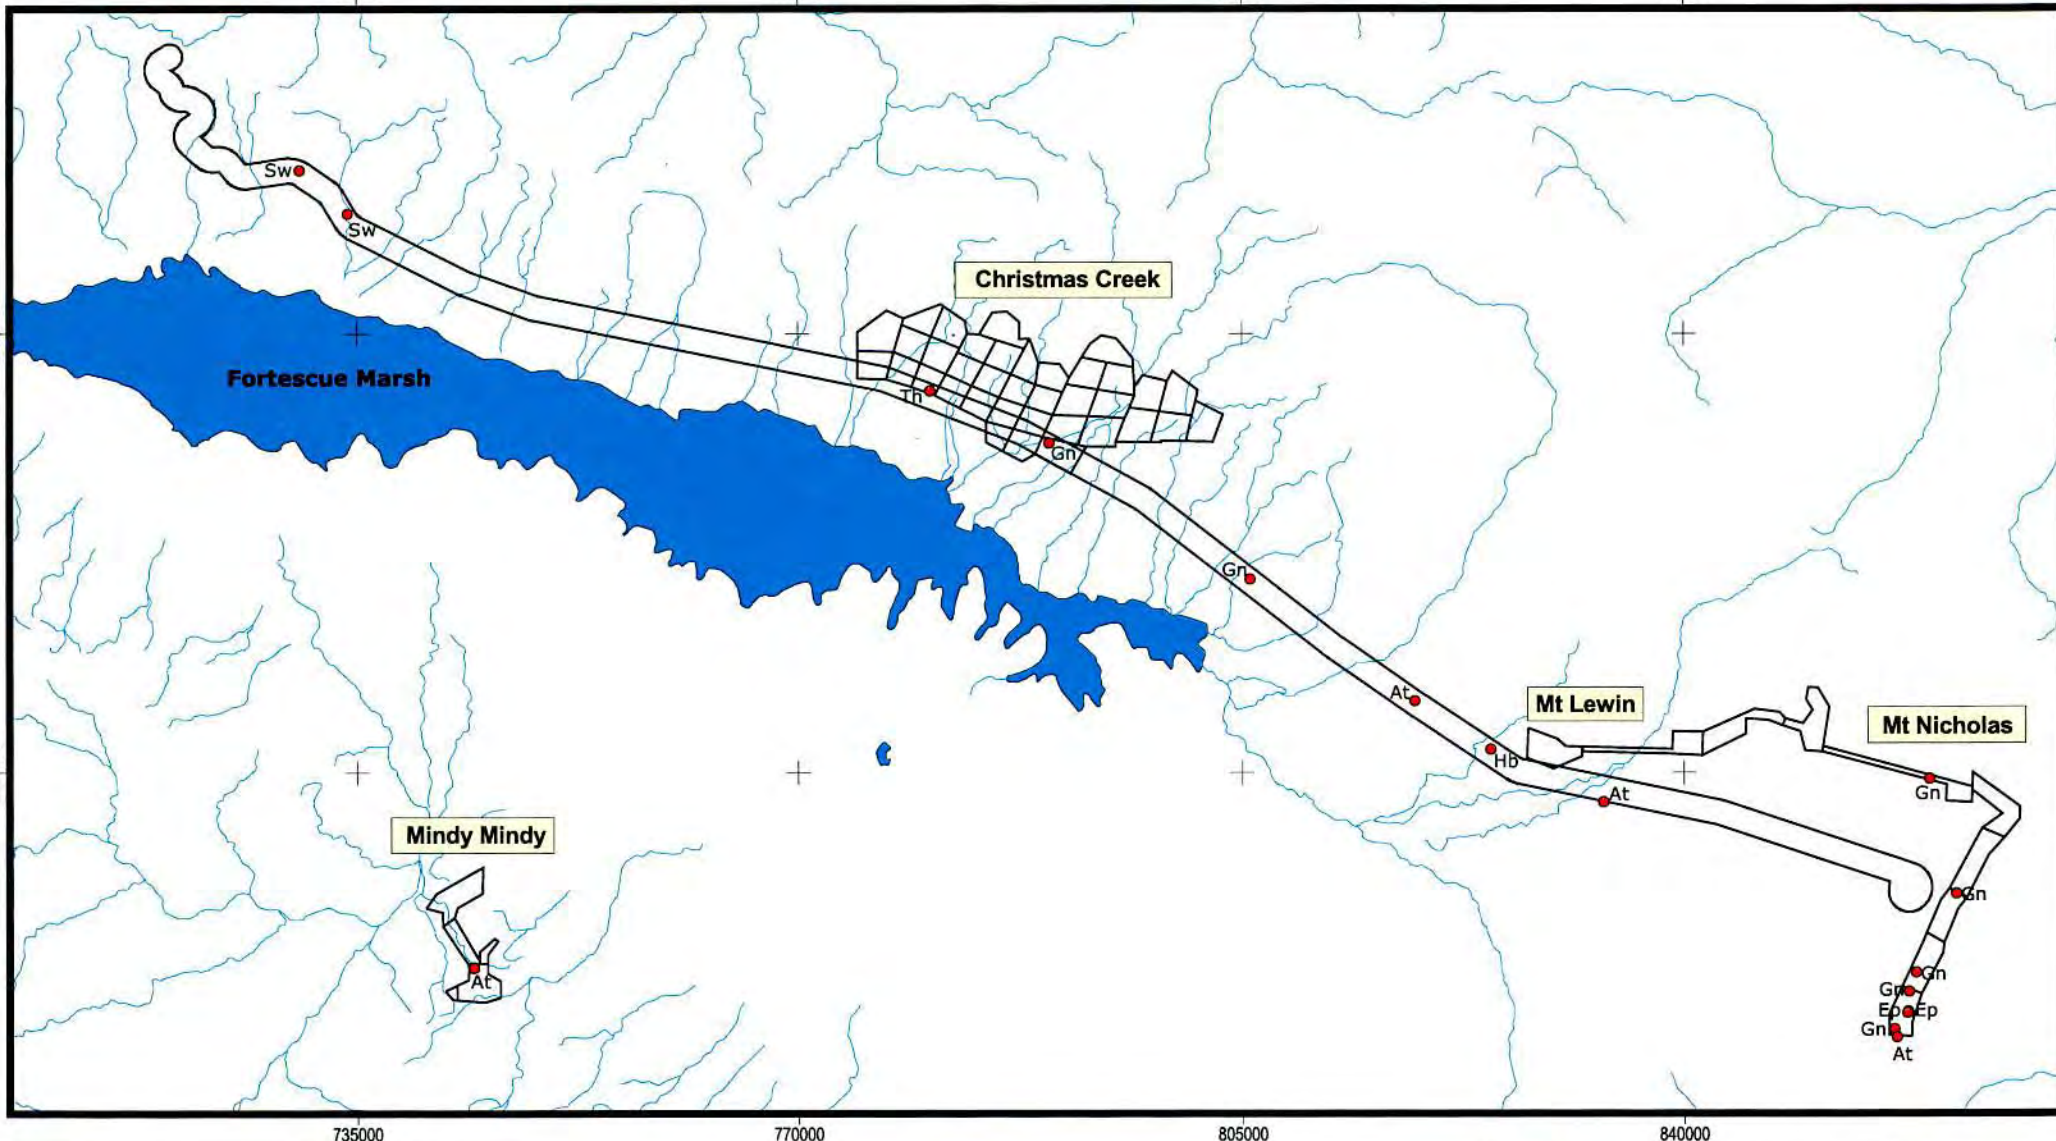 Sw
Sw
Christmas Creek
Fortescue Marsh
Th
Gn
Gn
At
Mt Lewin
Mt Nicholas
Hb
Gn
At
Mindy Mindy
Gn
At
Gn
Gn
Ep Ep
Gn
At
735000 770000 805000 840000